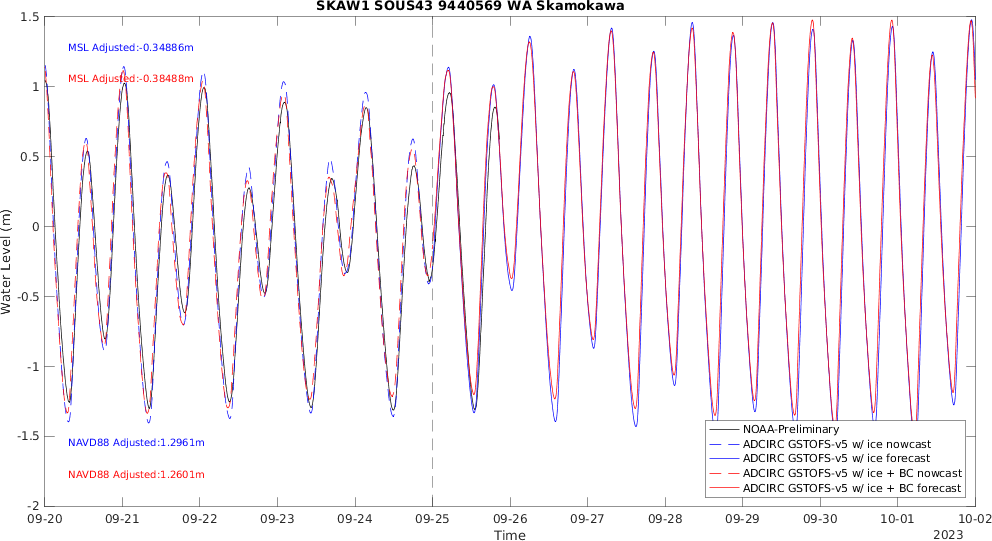 SKAW1 SOUS43 9440569 WA Skamokawa
1.5
1
0.5
0
-0.5
-1
-1.5
-2
Water Level (m)
MSL Adjusted:-0.34886m
MSL Adjusted:-0.38488m
NAVD88 Adjusted:1.2961m
NAVD88 Adjusted:1.2601m
NOAA-Preliminary
ADCIRC GSTOFS-v5 w/ ice nowcast
ADCIRC GSTOFS-v5 w/ ice forecast
ADCIRC GSTOFS-v5 w/ ice + BC nowcast
ADCIRC GSTOFS-v5 w/ ice + BC forecast
09-20 09-21 09-22 09-23 09-24 09-25 09-26 09-27 09-28 09-29 09-30 10-01 10-02
Time
2023